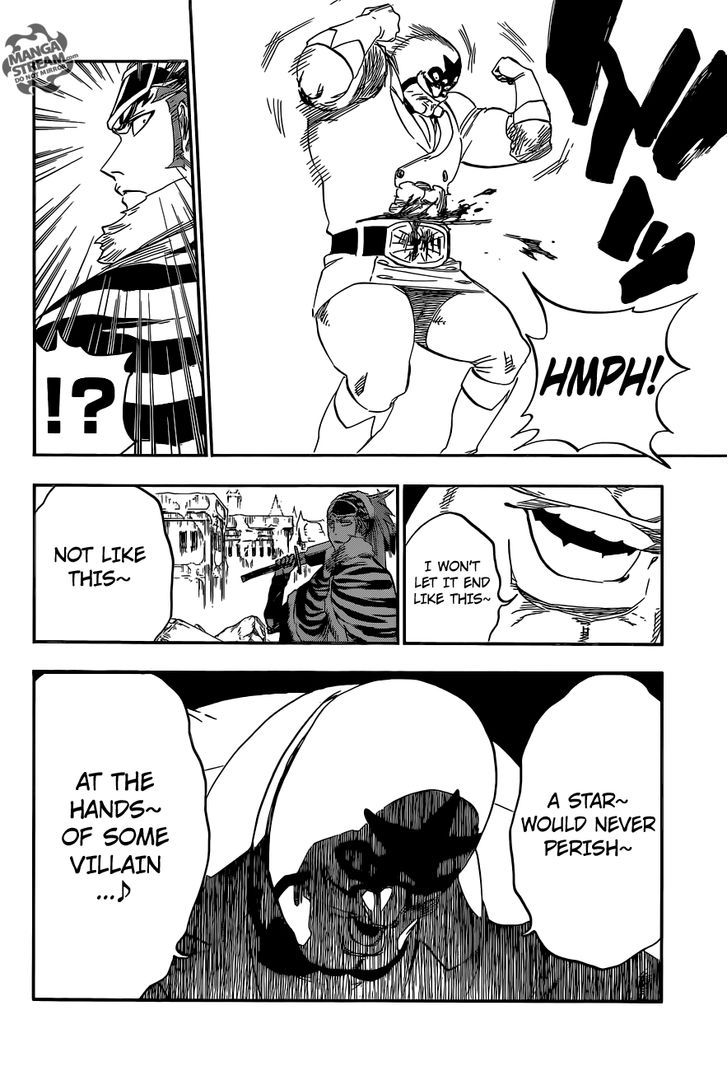 MANGA
STREAM.com
DO NOT MIRROR
HMPH!
!?
I WON'T
LET IT END
LIKE THIS~
NOT LIKE
THIS~
A STAR~
WOULD NEVER
PERISH~
AT THE
HANDS~
OF SOME
VILLAIN
...♪